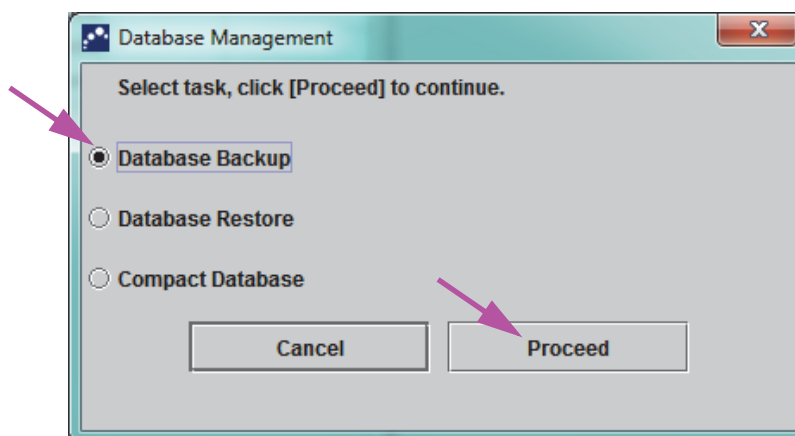 Database Management
Select task, click [Proceed] to continue.
Database Backup
Database Restore
Compact Database
Cancel Proceed